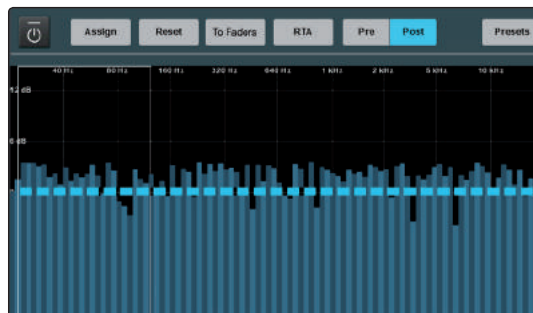 Assign Reset To Faders RTA Pre Post Presets
40 Hz 80 Hz 160 Hz 320 Hz 640 Hz 1 kHz 2 kHz 5 kHz 10 kHz
12 dB
6 dB